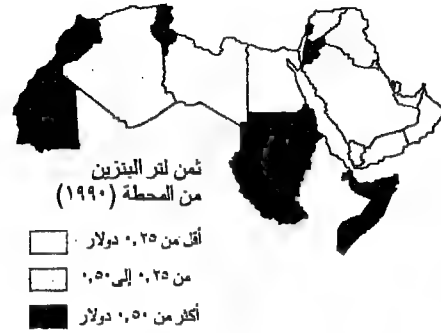 ثمن لتر البنزين
من المحطة (١٩٩٠)
أقل من ٠,٢٥ دولار
من ٠,٢٥ إلى ٠,٥٠
أكثر من ٠,٥٠ دولار